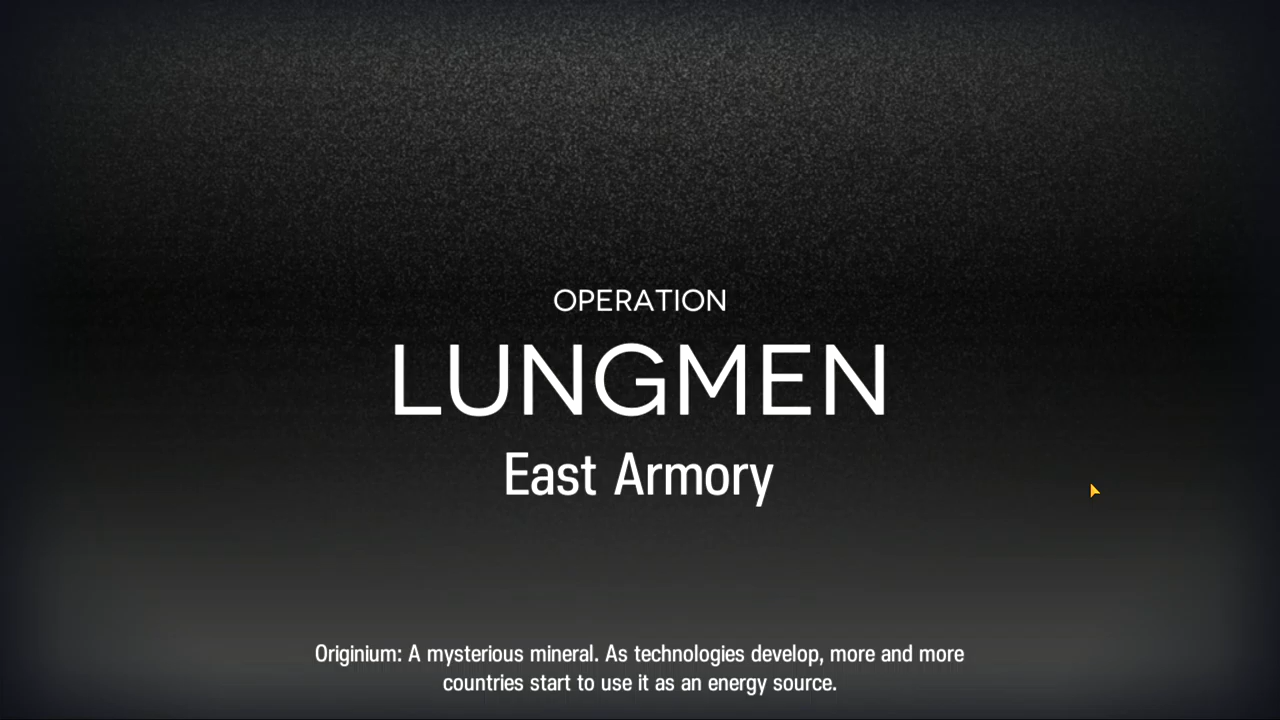 OPERATION
LUNGMEN
East Armory
Originium: A mysterious mineral. As technologies develop, more and more
countries start to use it as an energy source.